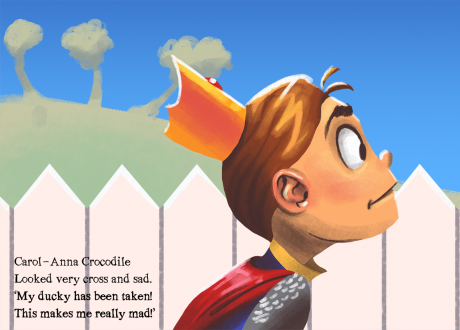 Carol-Anna Crocodile
Looked very cross and sad.
'My ducky has been taken!
This makes me really mad!'